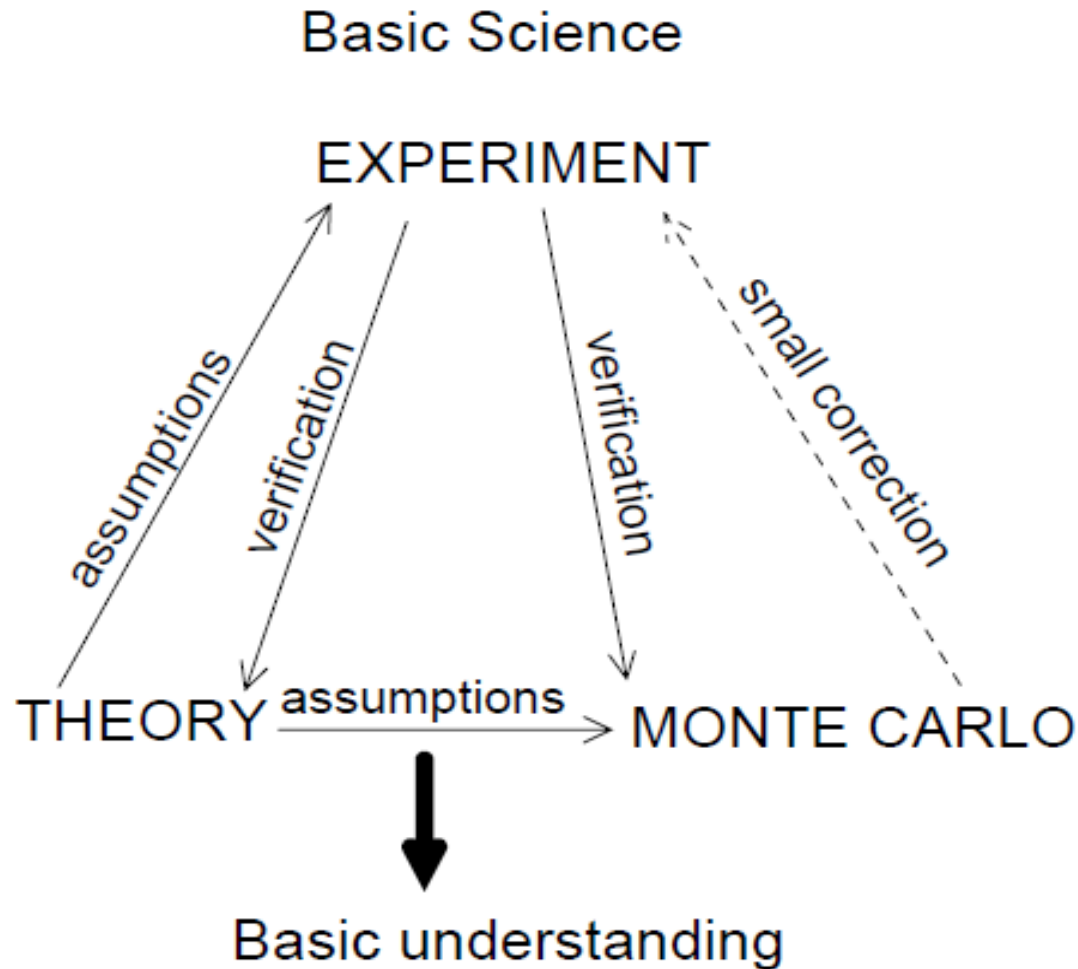 Basic Science
EXPERIMENT
assumptions
verification
verification
small correction
THEORY
assumptions
MONTE CARLO
Basic understanding